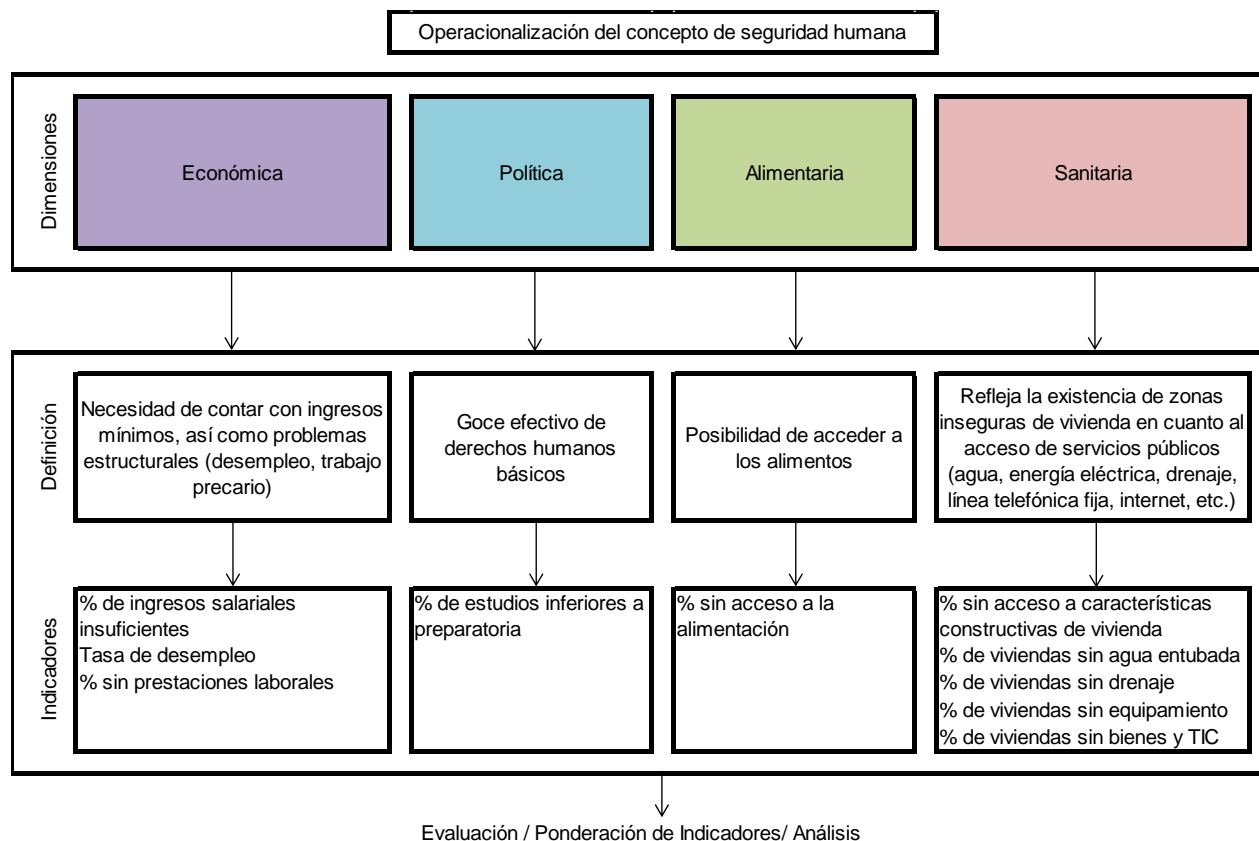 Operacionalización del concepto de seguridad humana
Dimensiones
Económica
Política
Alimentaria
Sanitaria
Definición
Necesidad de contar con ingresos
mínimos, así como problemas
estructurales (desempleo, trabajo
precario)
Goce efectivo de
derechos humanos
básicos
Posibilidad de acceder a
los alimentos
Refleja la existencia de zonas
inseguras de vivienda en cuanto al
acceso de servicios públicos
(agua, energía eléctrica, drenaje,
línea telefónica fija, internet, etc.)
Indicadores
% de ingresos salariales
insuficientes
Tasa de desempleo
% sin prestaciones laborales
% de estudios inferiores a
preparatoria
% sin acceso a la
alimentación
% sin acceso a características
constructivas de vivienda
% de viviendas sin agua entubada
% de viviendas sin drenaje
% de viviendas sin equipamiento
% de viviendas sin bienes y TIC
Evaluación / Ponderación de Indicadores/ Análisis